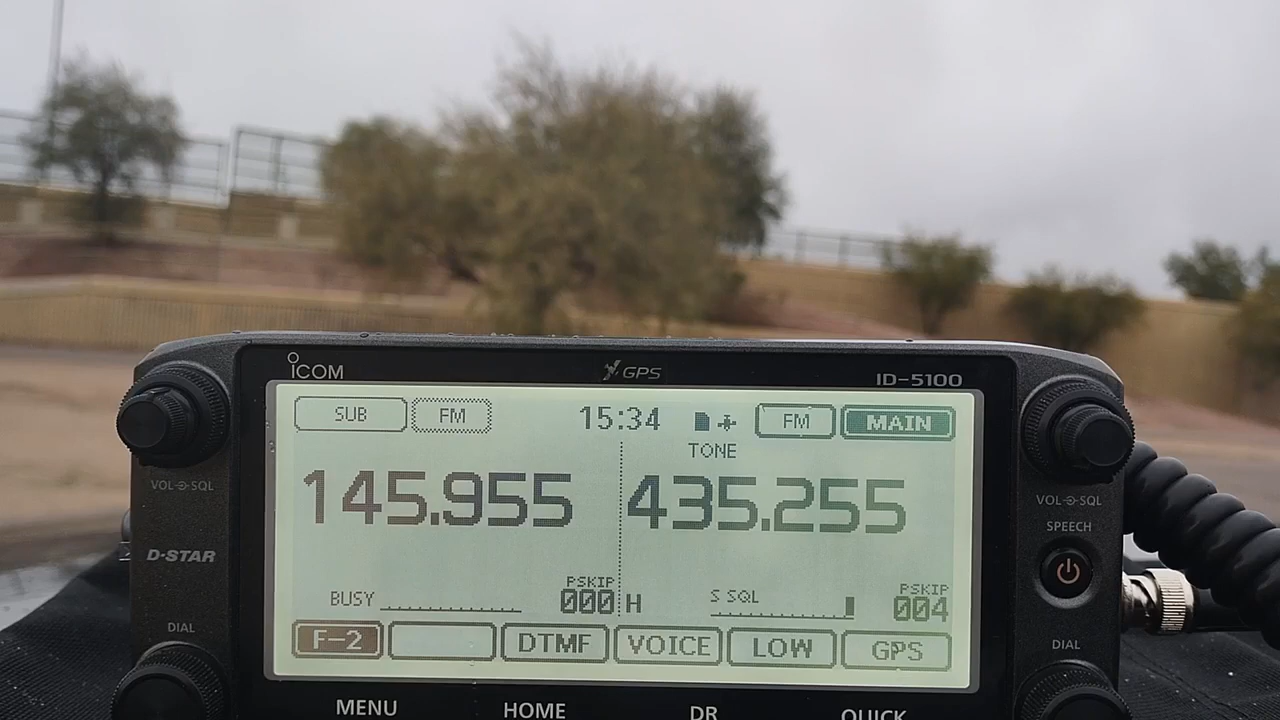 ICOM
GPS
ID-5100
SUB FM 15:34 FM MAIN
TONE
145.955 435.255
VOL SQL
VOL SQL
SPEECH
D-STAR
BUSY PSKIP 000 H S SQL PSKIP 004
F-2 DTMF VOICE LOW GPS
DIAL
DIAL
MENU HOME DR QUICK